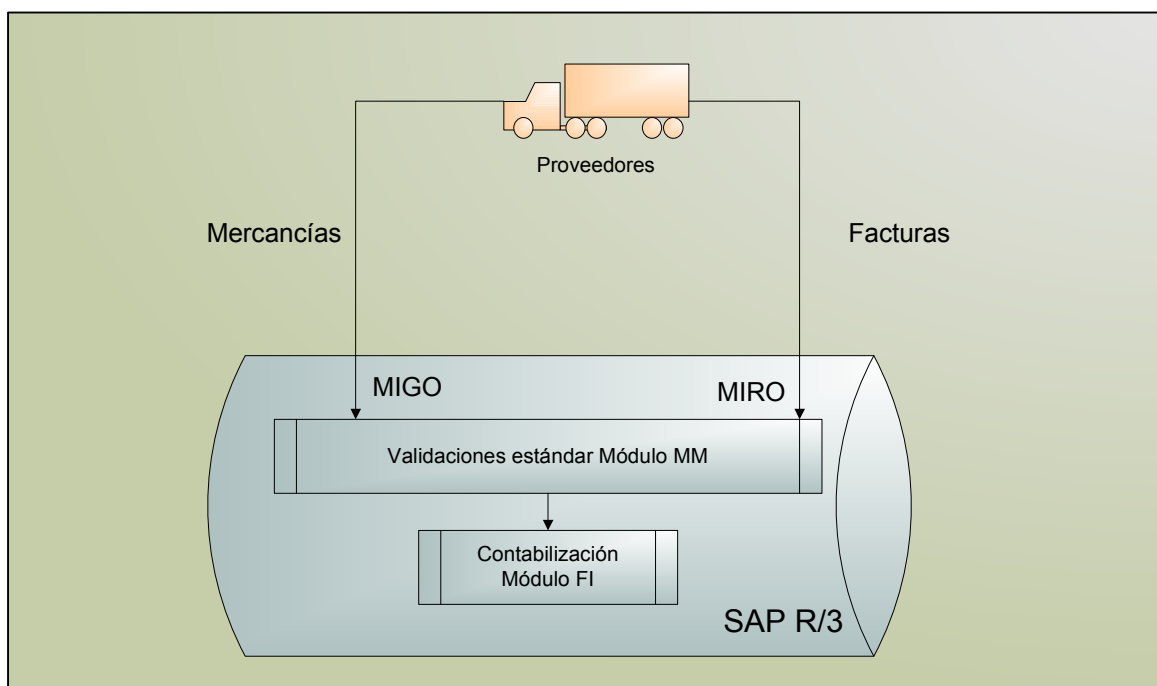 Proveedores
Mercancías
Facturas
MIGO
MIRO
Validaciones estándar Módulo MM
Contabilización
Módulo FI
SAP R/3